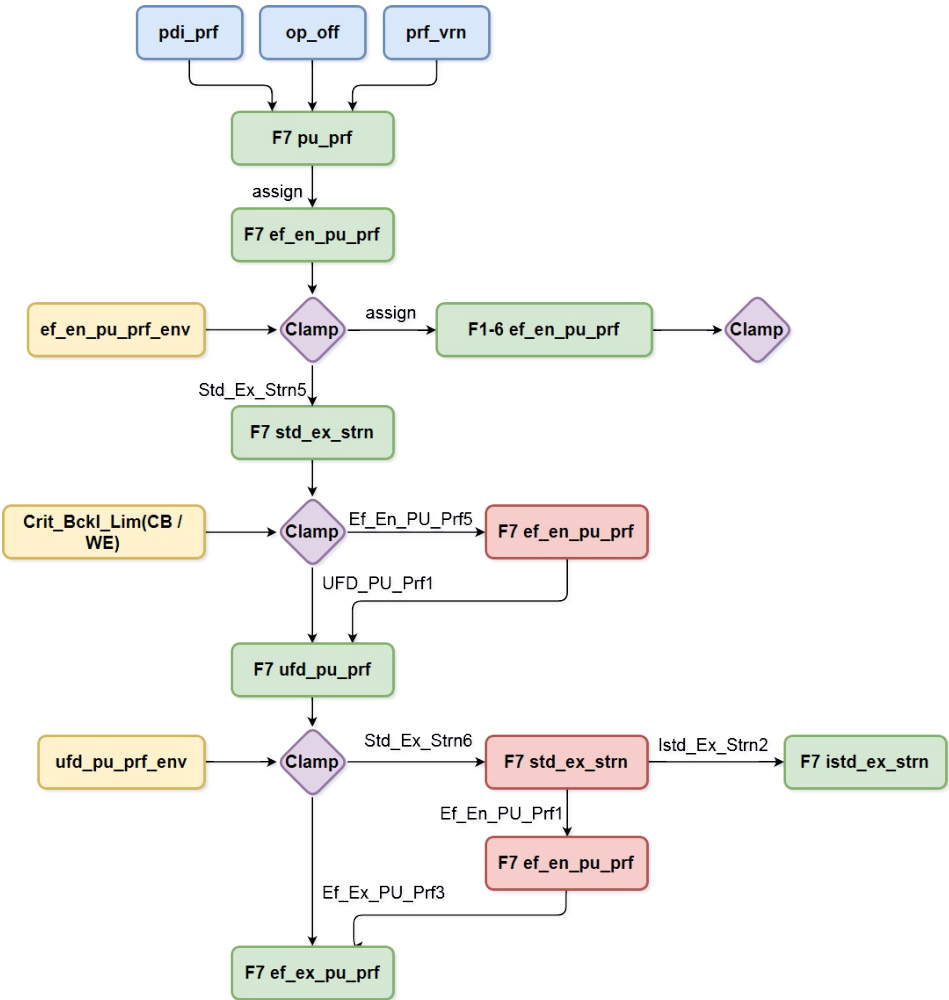 pdi_prf
op_off
prf_vrn
F7 pu_prf
assign
F7 ef_en_pu_prf
ef_en_pu_prf_env
Clamp
assign
F1-6 ef_en_pu_prf
Clamp
Std_Ex_Strn5
F7 std_ex_strn
Crit_Bckl_Lim(CB /
WE)
Clamp
Ef_En_PU_Prf5
F7 ef_en_pu_prf
UFD_PU_Prf1
F7 ufd_pu_prf
ufd_pu_prf_env
Clamp
Std_Ex_Strn6
F7 std_ex_strn
Istd_Ex_Strn2
F7 istd_ex_strn
Ef_En_PU_Prf1
F7 ef_en_pu_prf
Ef_Ex_PU_Prf3
F7 ef_ex_pu_prf